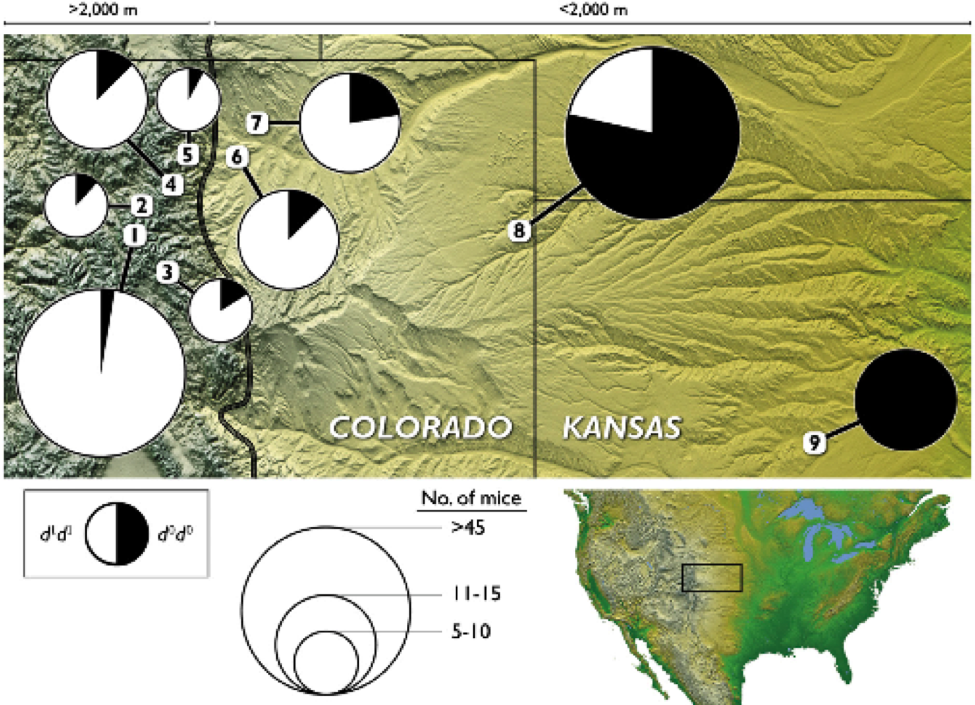 >2,000 m
<2,000 m
7
5
6
4
2
8
1
3
COLORADO
KANSAS
9
No. of mice
>45
d¹d¹
d⁰d⁰
11-15
5-10